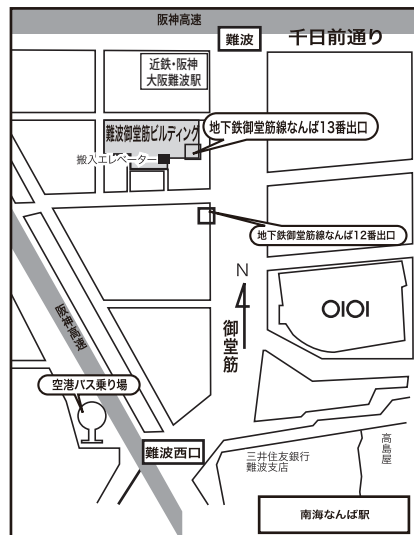 阪神高速
難波
千日前通り
近鉄・阪神
大阪難波駅
難波御堂筋ビルディング
地下鉄御堂筋線なんば13番出口
搬入エレベーター
地下鉄御堂筋線なんば12番出口
N
御堂筋
OIOI
阪神高速
空港バス乗り場
難波西口
三井住友銀行
難波支店
高島屋
南海なんば駅